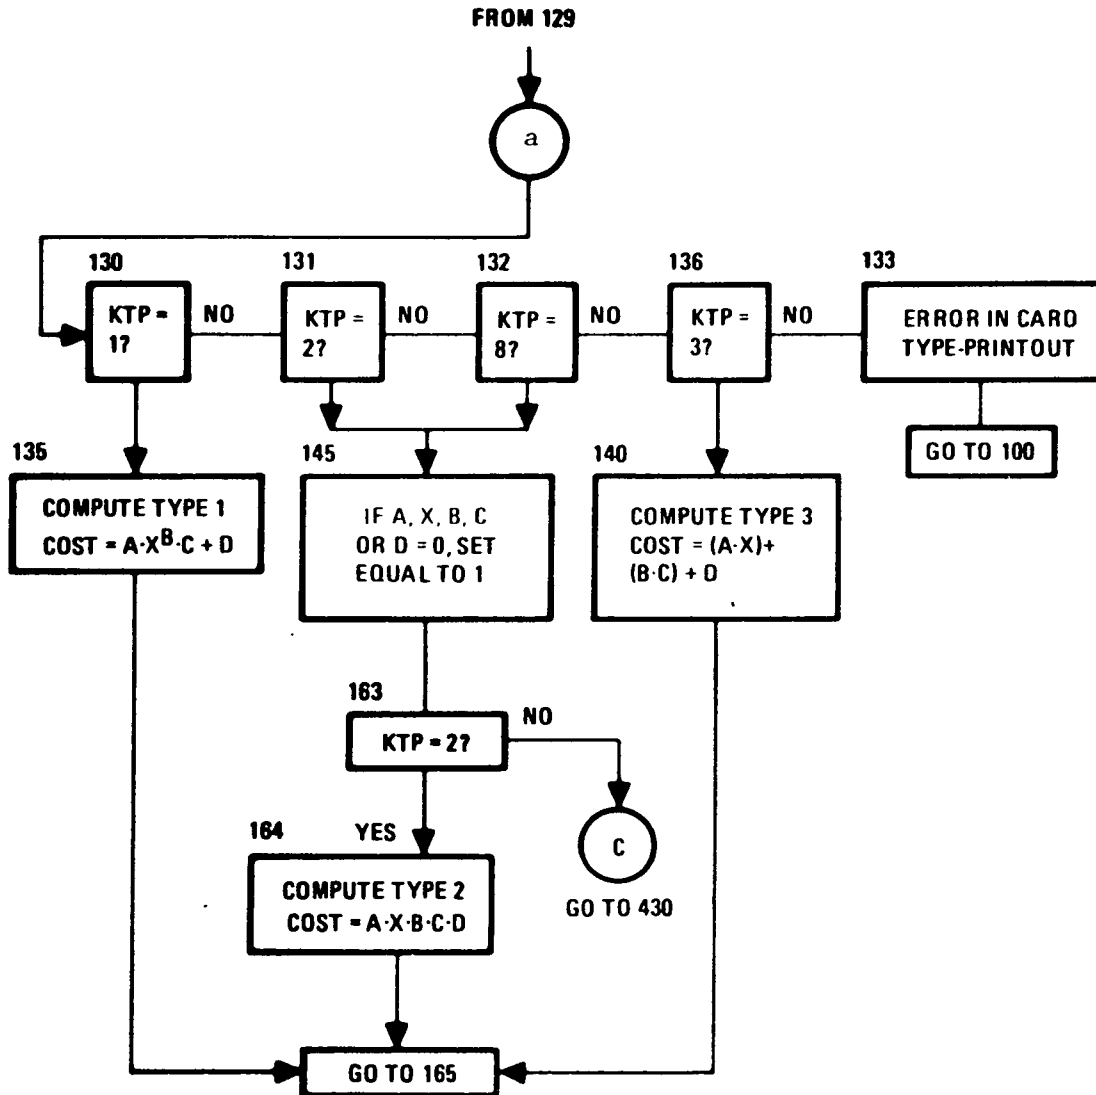 FROM 129
a
130
131
132
136
133
KTP =
1?
NO
KTP =
2?
NO
KTP =
8?
NO
KTP =
3?
NO
ERROR IN CARD
TYPE-PRINTOUT
GO TO 100
135
COMPUTE TYPE 1
COST = A·X^B·C + D
145
IF A, X, B, C
OR D = 0, SET
EQUAL TO 1
140
COMPUTE TYPE 3
COST = (A·X)+
(B·C) + D
163
KTP = 2?
NO
C
GO TO 430
164
YES
COMPUTE TYPE 2
COST = A·X·B·C·D
GO TO 165